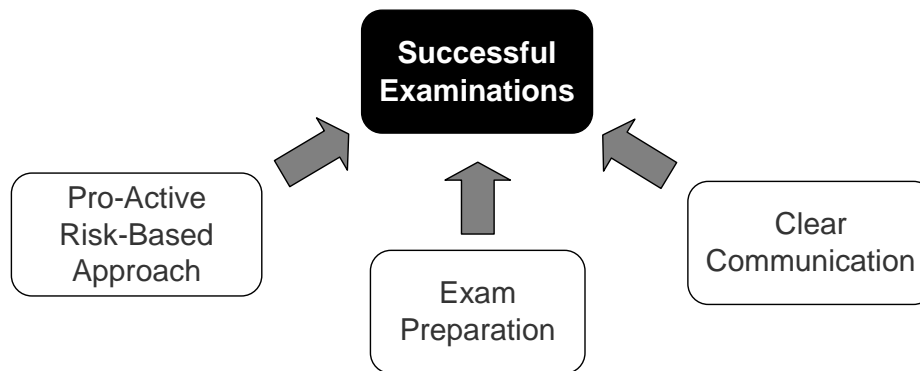 Successful
Examinations
Pro-Active
Risk-Based
Approach
Exam
Preparation
Clear
Communication